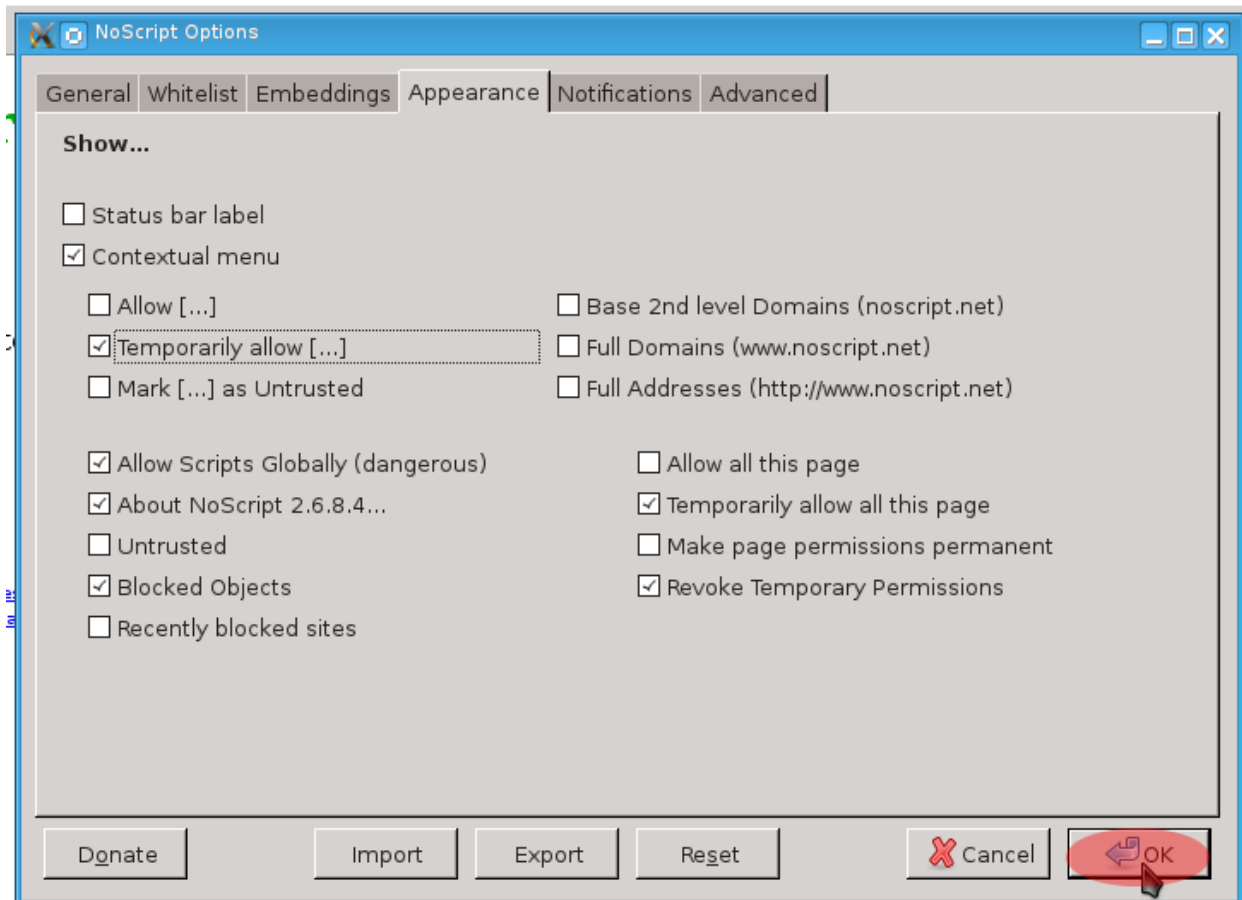 NoScript Options
General Whitelist Embeddings Appearance Notifications Advanced
Show...
Status bar label
Contextual menu
Allow [...] Base 2nd level Domains (noscript.net)
Temporarily allow [...] Full Domains (www.noscript.net)
Mark [...] as Untrusted Full Addresses (http://www.noscript.net)
Allow Scripts Globally (dangerous) Allow all this page
About NoScript 2.6.8.4... Temporarily allow all this page
Untrusted Make page permissions permanent
Blocked Objects Revoke Temporary Permissions
Recently blocked sites
Donate Import Export Reset Cancel OK